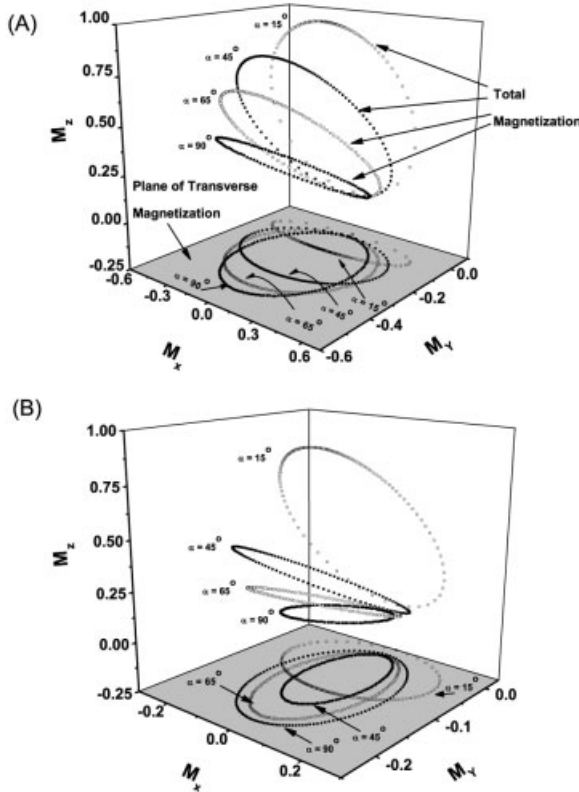 (A)
1.00
α = 15°
α = 45°
0.75
α = 65°
Total
Mz
0.50
α = 90°
Magnetization
0.25
Plane of Transverse
0.00
Magnetization
-0.25
α = 90°
0.0
-0.6
α = 15°
-0.2
-0.3
α = 45°
-0.4
0.0
α = 65°
MY
0.3
Mx
0.6
-0.6
(B)
1.00
α = 15°
0.75
α = 45°
Mz
0.50
α = 65°
0.25
α = 90°
0.00
α = 65°
α = 15°
-0.25
0.0
-0.2
α = 45°
-0.1
0.0
α = 90°
MY
Mx
0.2
-0.2